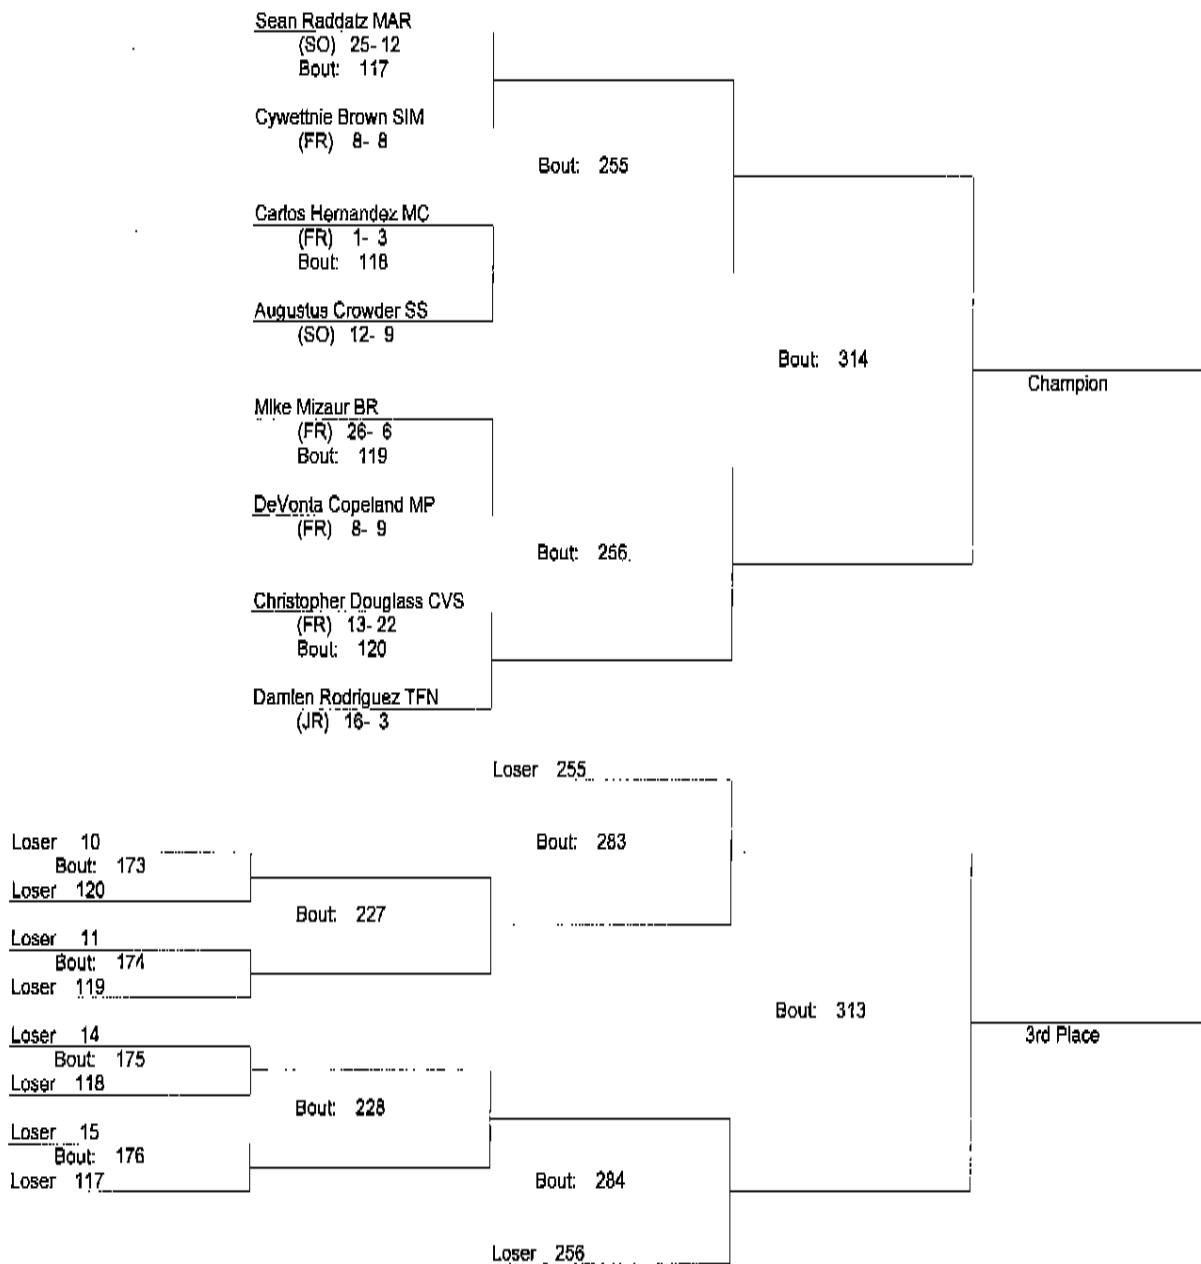 Sean Raddatz MAR
(SO) 25- 12
Bout: 117
Cywettnie Brown SIM
(FR) 8- 8
Bout: 255
Carlos Hernandez MC
(FR) 1- 3
Bout: 118
Augustus Crowder SS
(SO) 12- 9
Bout: 314
Champion
Mike Mizaur BR
(FR) 26- 6
Bout: 119
DeVonta Copeland MP
(FR) 8- 9
Bout: 256
Christopher Douglass CVS
(FR) 13- 22
Bout: 120
Damien Rodriguez TFN
(JR) 16- 3
Loser 255
Loser 10
Bout: 173
Loser 120
Bout: 283
Bout: 227
Loser 11
Bout: 174
Loser 119
Bout: 313
3rd Place
Loser 14
Bout: 175
Loser 118
Bout: 228
Loser 15
Bout: 176
Loser 117
Bout: 284
Loser 256